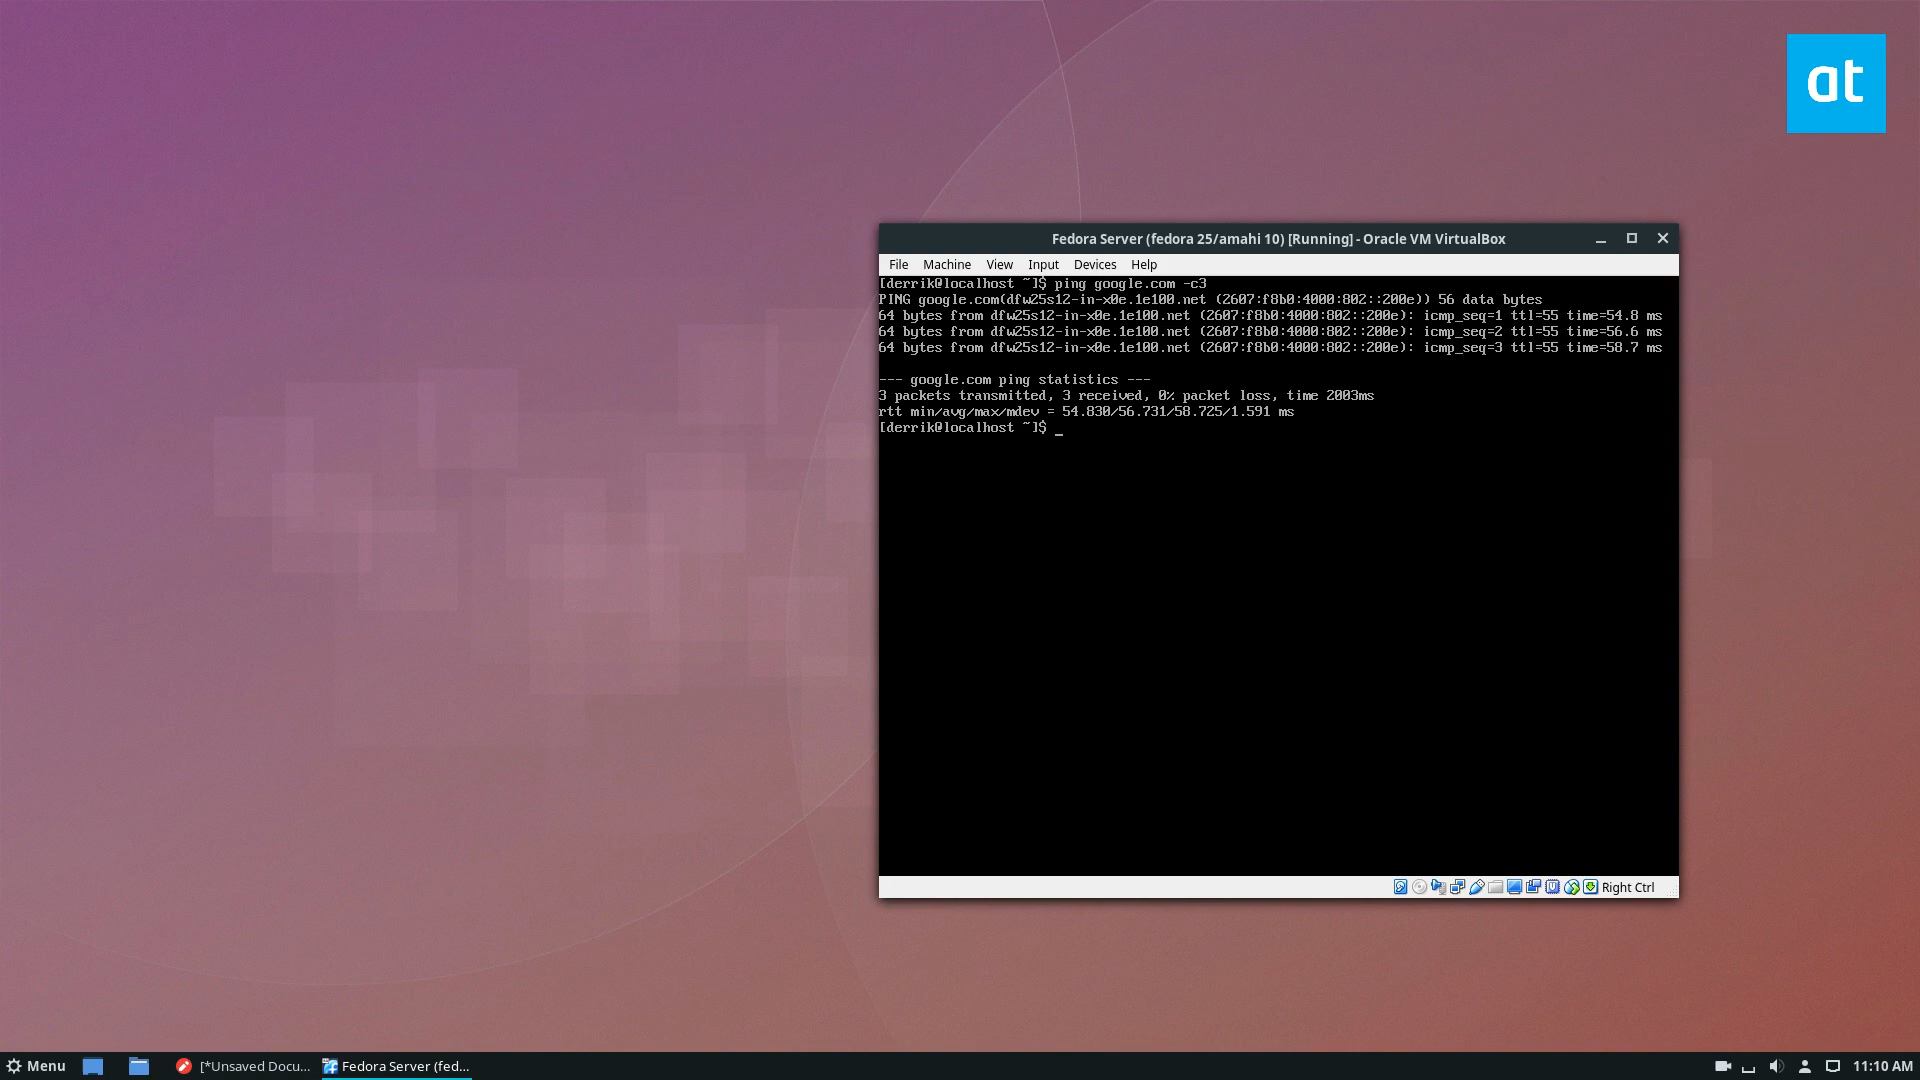 at
Fedora Server (fedora 25/amahi 10) [Running] - Oracle VM VirtualBox
File Machine View Input Devices Help
[derrik@localhost ~]$ ping google.com -c3
PING google.com(dfw25s12-in-x0e.1e100.net (2607:f8b0:4000:802::200e)) 56 data bytes
64 bytes from dfw25s12-in-x0e.1e100.net (2607:f8b0:4000:802::200e): icmp_seq=1 ttl=55 time=54.8 ms
64 bytes from dfw25s12-in-x0e.1e100.net (2607:f8b0:4000:802::200e): icmp_seq=2 ttl=55 time=56.6 ms
64 bytes from dfw25s12-in-x0e.1e100.net (2607:f8b0:4000:802::200e): icmp_seq=3 ttl=55 time=58.7 ms
--- google.com ping statistics ---
3 packets transmitted, 3 received, 0% packet loss, time 2003ms
rtt min/avg/max/mdev = 54.830/56.731/58.725/1.591 ms
[derrik@localhost ~]$ _
Right Ctrl
Menu [*Unsaved Docu... Fedora Server (fed... 11:10 AM